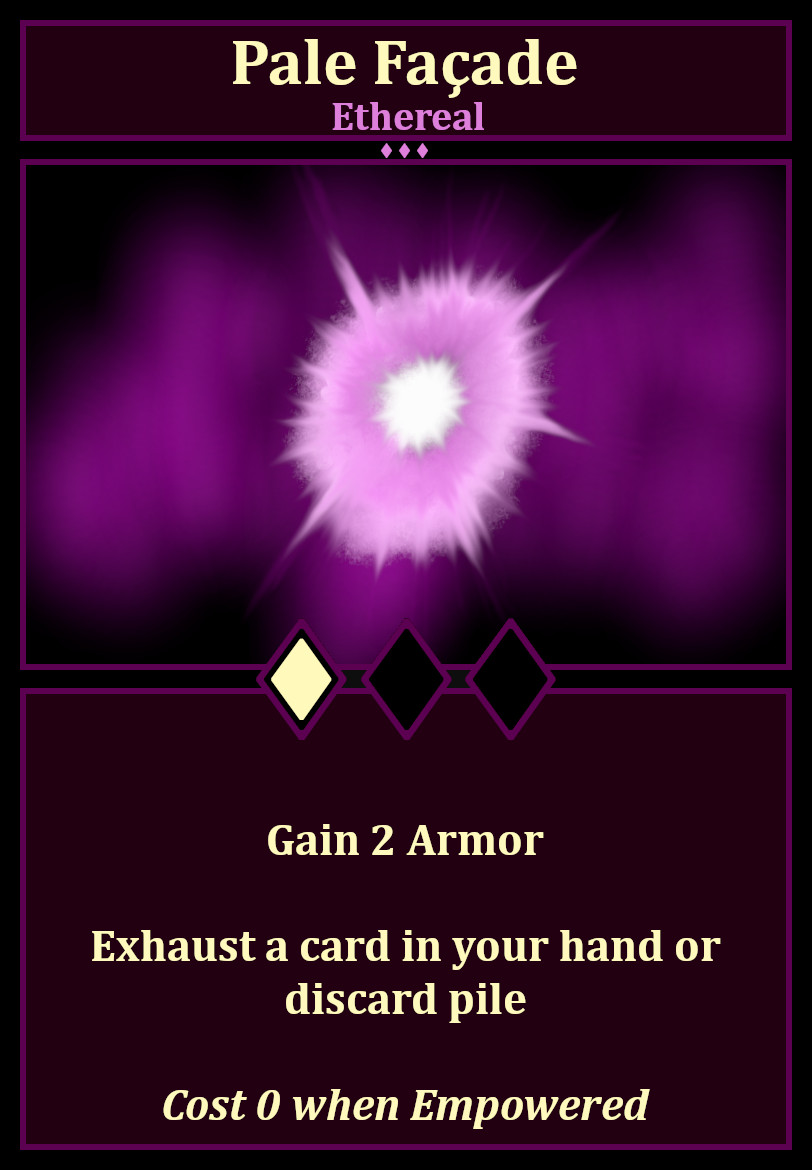 Pale Façade
Ethereal
Gain 2 Armor
Exhaust a card in your hand or
discard pile
Cost 0 when Empowered